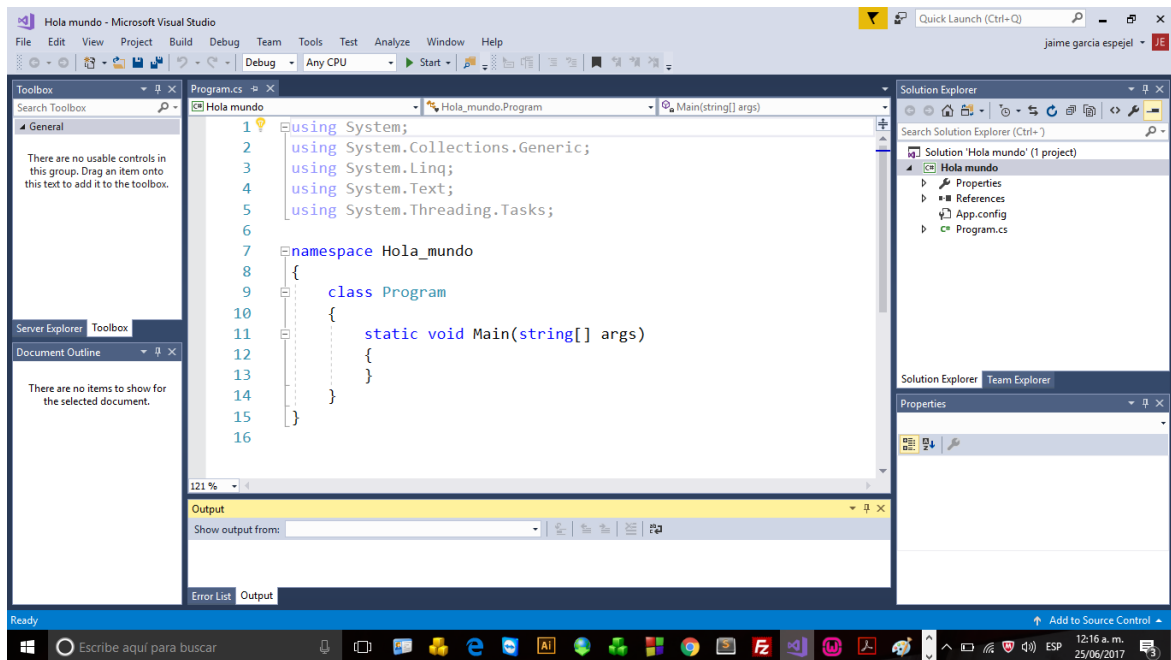 Hola mundo - Microsoft Visual Studio
Quick Launch (Ctrl+Q)
File Edit View Project Build Debug Team Tools Test Analyze Window Help
jaime garcia espejel JE
Debug Any CPU Start
Toolbox
Search Toolbox
General
There are no usable controls in
this group. Drag an item onto
this text to add it to the toolbox.
Server Explorer Toolbox
Document Outline
There are no items to show for
the selected document.
Program.cs
Hola mundo Hola_mundo.Program Main(string[] args)
1 using System;
2 using System.Collections.Generic;
3 using System.Linq;
4 using System.Text;
5 using System.Threading.Tasks;
6
7 namespace Hola_mundo
8 {
9 class Program
10 {
11 static void Main(string[] args)
12 {
13 }
14 }
15 }
16
121 %
Output
Show output from:
Error List Output
Solution Explorer
Search Solution Explorer (Ctrl+´)
Solution 'Hola mundo' (1 project)
Hola mundo
Properties
References
App.config
Program.cs
Solution Explorer Team Explorer
Properties
Ready
Add to Source Control
Escribe aquí para buscar
Ai
S
Fz
ESP
12:16 a. m.
25/06/2017
3